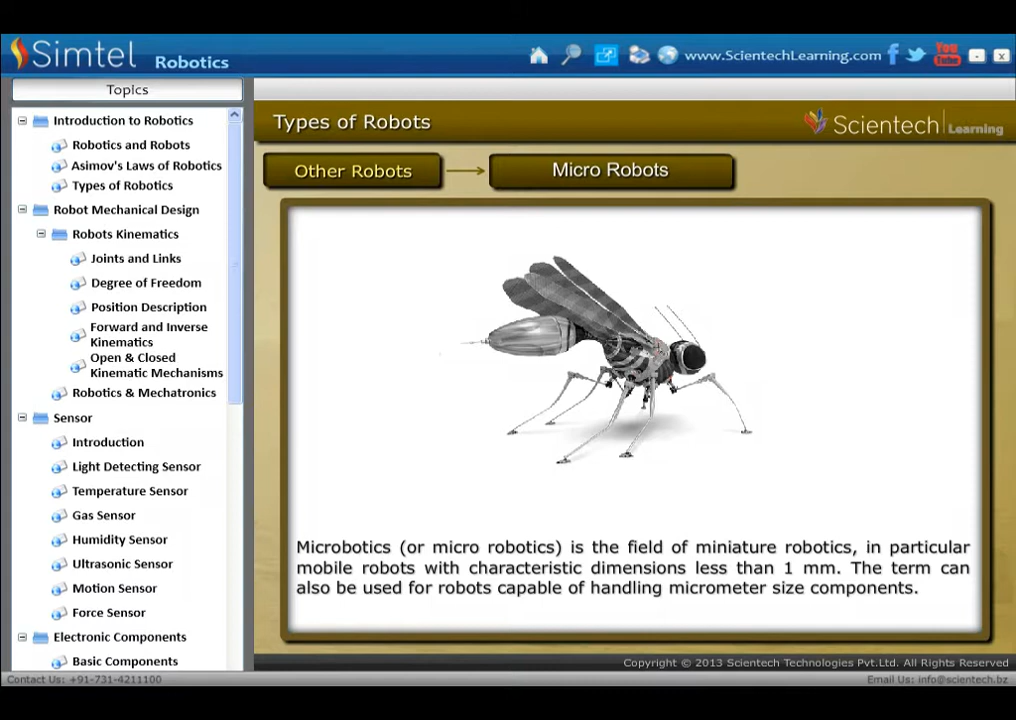 Simtel Robotics
www.ScientechLearning.com
You
Tube
x
Topics
Introduction to Robotics
Robotics and Robots
Asimov's Laws of Robotics
Types of Robotics
Robot Mechanical Design
Robots Kinematics
Joints and Links
Degree of Freedom
Position Description
Forward and Inverse
Kinematics
Open & Closed
Kinematic Mechanisms
Robotics & Mechatronics
Sensor
Introduction
Light Detecting Sensor
Temperature Sensor
Gas Sensor
Humidity Sensor
Ultrasonic Sensor
Motion Sensor
Force Sensor
Electronic Components
Basic Components
Types of Robots
Scientech Learning
Other Robots
Micro Robots
Microbotics (or micro robotics) is the field of miniature robotics, in particular
mobile robots with characteristic dimensions less than 1 mm. The term can
also be used for robots capable of handling micrometer size components.
Copyright © 2013 Scientech Technologies Pvt.Ltd. All Rights Reserved
Contact Us: +91-731-4211100
Email Us: info@scientech.bz